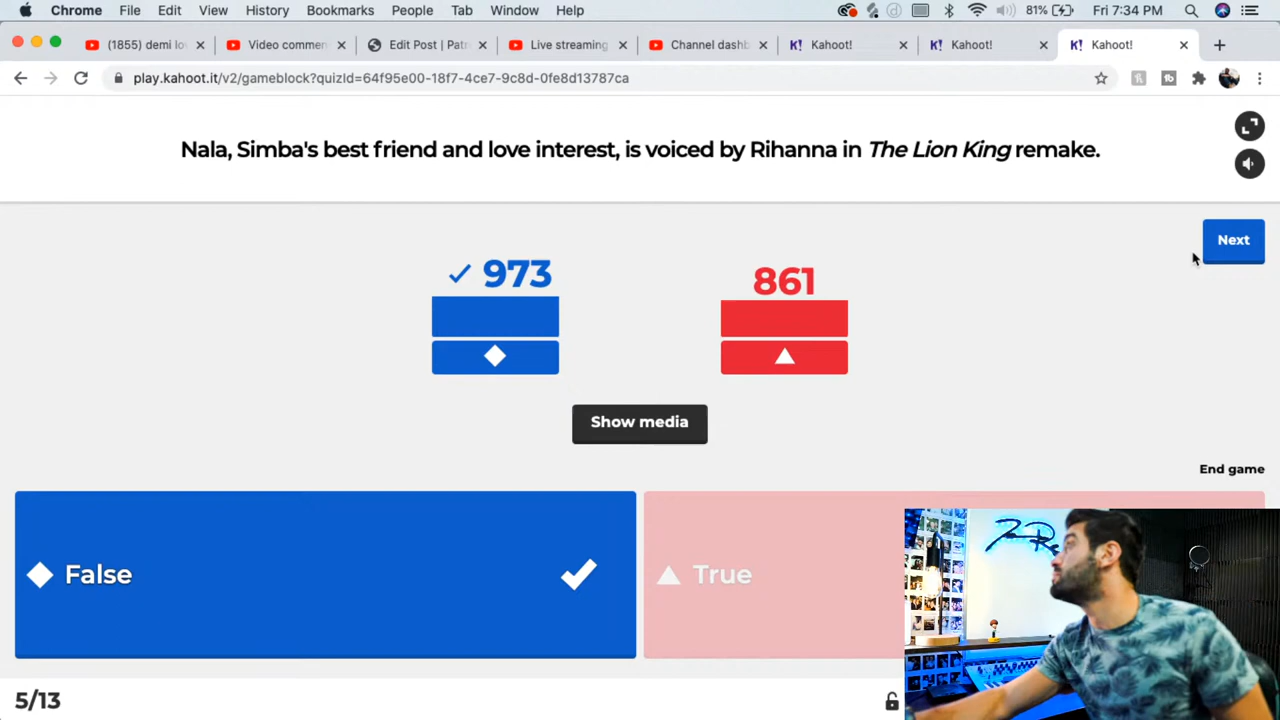 Chrome File Edit View History Bookmarks People Tab Window Help 81% Fri 7:34 PM
(1855) demi lo Video commen Edit Post | Pat Live streaming Channel dashb Kahoot! Kahoot! Kahoot!
play.kahoot.it/v2/gameblock?quizId=64f95e00-18f7-4ce7-9c8d-0fe8d13787ca
Nala, Simba's best friend and love interest, is voiced by Rihanna in The Lion King remake.
Next
973 861
Show media
End game
False True
5/13